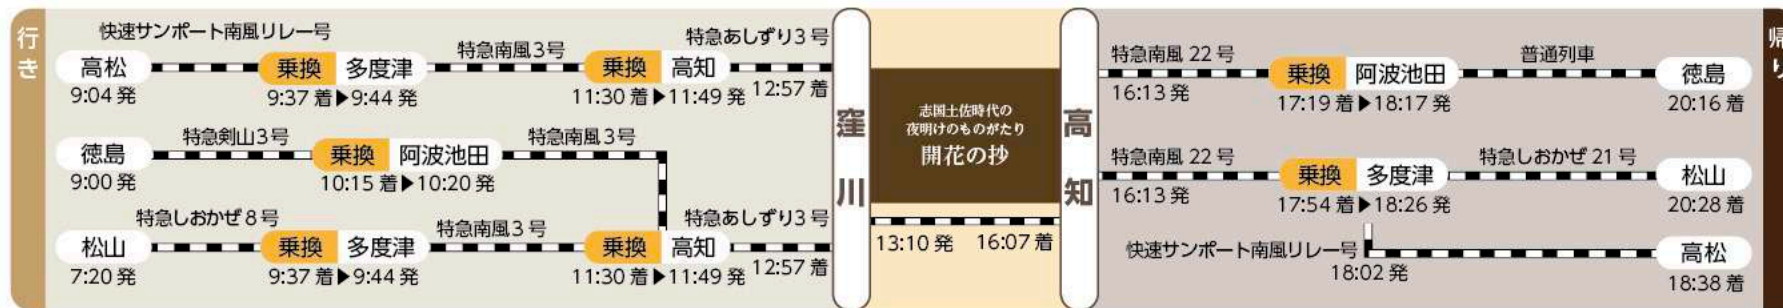 行き
快速サンポート南風リレー号
特急南風3号
特急あしずり3号
高松
乗換 多度津
乗換 高知
9:04 発
9:37 着▶9:44 発
11:30 着▶11:49 発
12:57 着
特急剣山3号
特急南風3号
徳島
乗換 阿波池田
9:00 発
10:15 着▶10:20 発
特急しおかぜ8号
特急南風3号
特急あしずり3号
松山
乗換 多度津
乗換 高知
7:20 発
9:37 着▶9:44 発
11:30 着▶11:49 発
12:57 着
窪川
志国土佐時代の
夜明けのものがたり
開花の抄
13:10 発
16:07 着
高知
帰り
特急南風 22 号
普通列車
乗換 阿波池田
徳島
16:13 発
17:19 着▶18:17 発
20:16 着
特急南風 22 号
特急しおかぜ 21 号
乗換 多度津
松山
16:13 発
17:54 着▶18:26 発
20:28 着
快速サンポート南風リレー号
高松
18:02 発
18:38 着